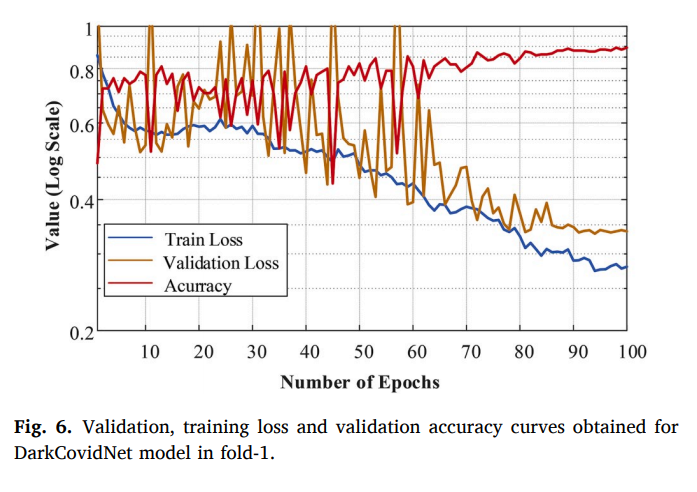 1
0.8
0.6
0.4
0.2
Value (Log Scale)
Train Loss
Validation Loss
Acurracy
10 20 30 40 50 60 70 80 90 100
Number of Epochs
Fig. 6. Validation, training loss and validation accuracy curves obtained for
DarkCovidNet model in fold-1.